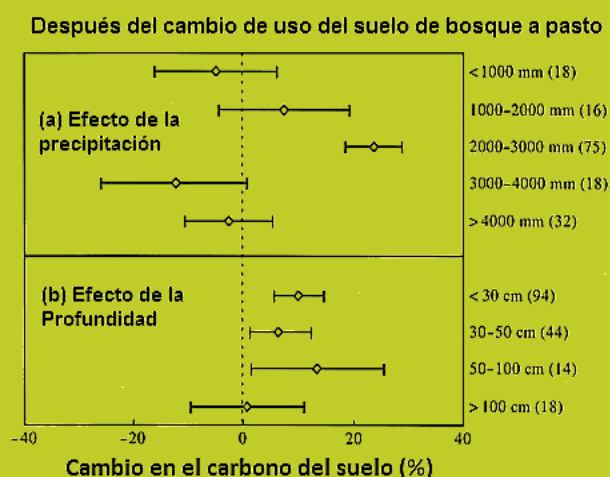 Después del cambio de uso del suelo de bosque a pasto
(a) Efecto de la
precipitación
<1000 mm (18)
1000-2000 mm (16)
2000-3000 mm (75)
3000-4000 mm (18)
>4000 mm (32)
(b) Efecto de la
Profundidad
<30 cm (94)
30-50 cm (44)
50-100 cm (14)
>100 cm (18)
-40 -20 0 20 40
Cambio en el carbono del suelo (%)